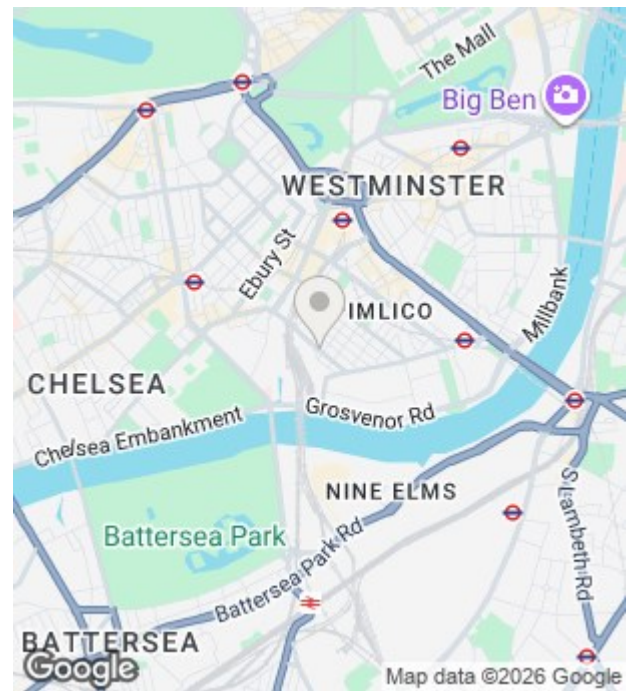 The Mall
Big Ben
WESTMINSTER
Ebury St
IMLICO
Millbank
CHELSEA
Grosvenor Rd
Chelsea Embankment
NINE ELMS
S Lambeth Rd
Battersea Park
Battersea Park Rd
BATTERSEA
Google
Map data ©2026 Google